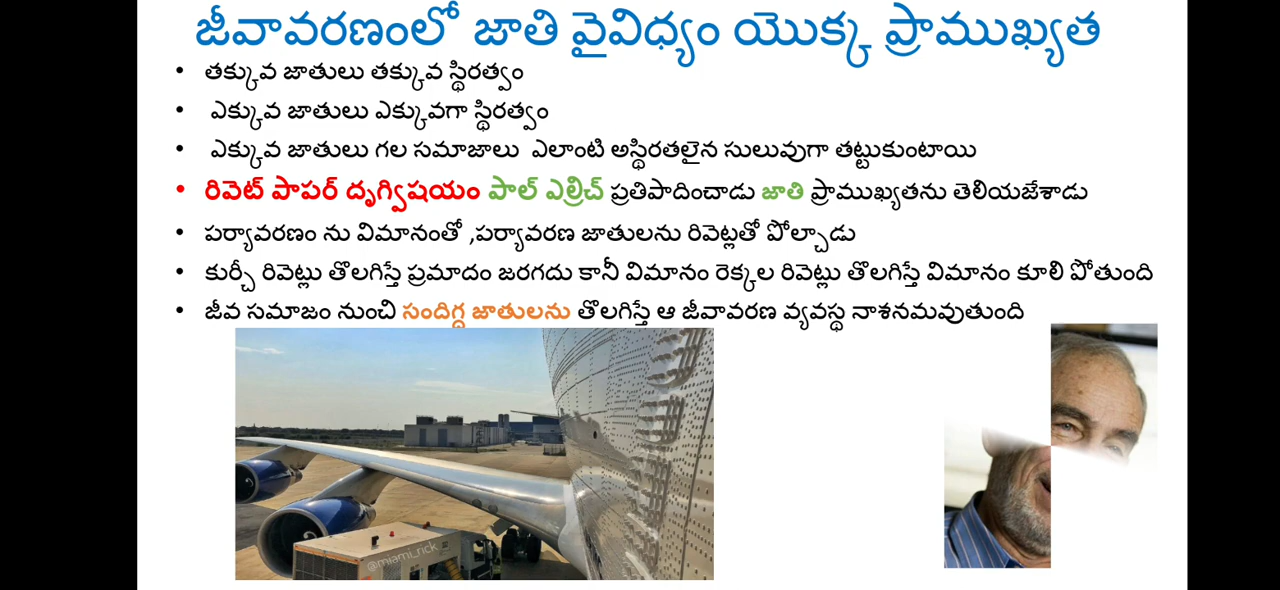 జీవావరణంలో జాతి వైవిధ్యం యొక్క ప్రాముఖ్యత
• తక్కువ జాతులు తక్కువ స్థిరత్వం
• ఎక్కువ జాతులు ఎక్కువగా స్థిరత్వం
• ఎక్కువ జాతులు గల సమాజాలు ఎలాంటి అస్థిరతలైన సులువుగా తట్టుకుంటాయి
• రివెట్ పాపర్ దృగ్విషయం పాల్ ఎల్రిచ్ ప్రతిపాదించాడు జాతి ప్రాముఖ్యతను తెలియజేశాడు
• పర్యావరణం ను విమానంతో ,పర్యావరణ జాతులను రివెట్లతో పోల్చాడు
• కుర్చీ రివెట్లు తొలగిస్తే ప్రమాదం జరగదు కానీ విమానం రెక్కల రివెట్లు తొలగిస్తే విమానం కూలి పోతుంది
• జీవ సమాజం నుంచి సందిగ్ద జాతులను తొలగిస్తే ఆ జీవావరణ వ్యవస్థ నాశనమవుతుంది
@miami_rick